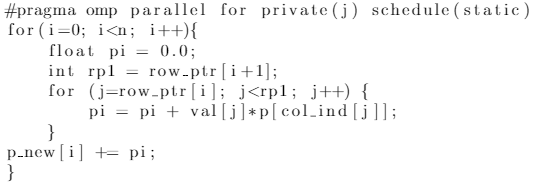 #pragma omp parallel for private(j) schedule(static)
for(i=0; i<n; i++){
float pi = 0.0;
int rp1 = row_ptr[i+1];
for (j=row_ptr[i]; j<rp1; j++) {
pi = pi + val[j]*p[col_ind[j]];
}
p_new[i] += pi;
}